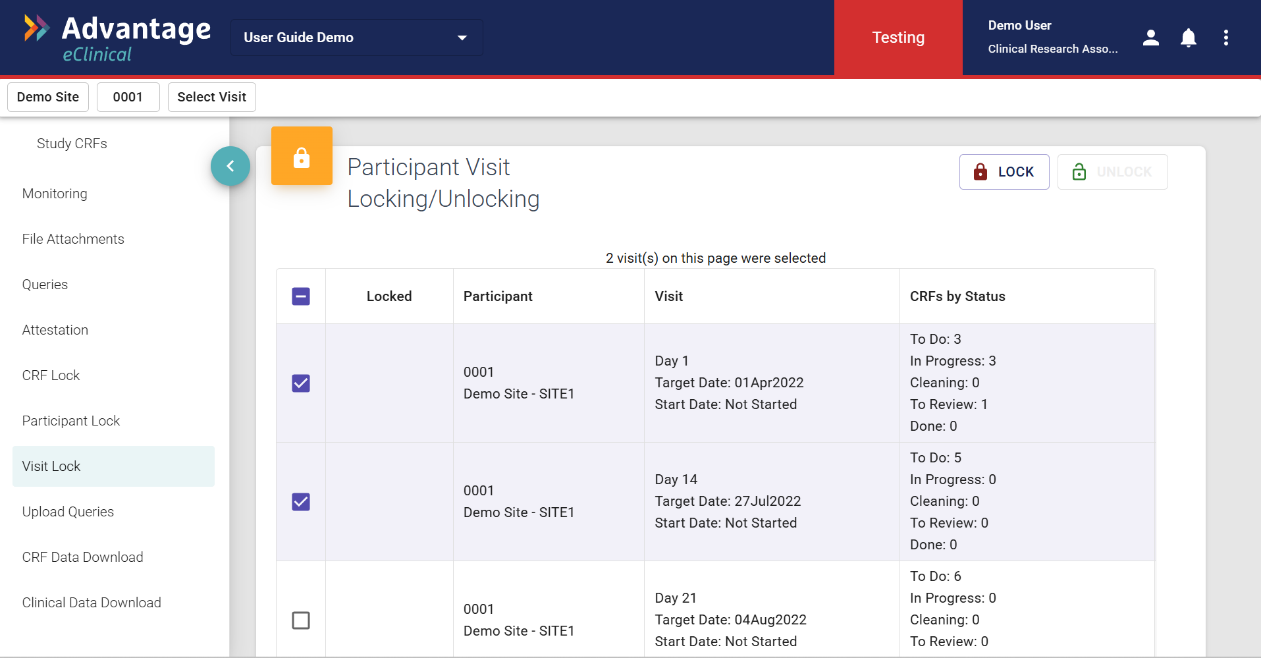 Advantage
eClinical
User Guide Demo
Testing
Demo User
Clinical Research Asso...
Demo Site
0001
Select Visit
Study CRFs
Monitoring
File Attachments
Queries
Attestation
CRF Lock
Participant Lock
Visit Lock
Upload Queries
CRF Data Download
Clinical Data Download
Participant Visit
Locking/Unlocking
LOCK
UNLOCK
2 visit(s) on this page were selected
Locked
Participant
Visit
CRFs by Status
0001
Demo Site - SITE1
Day 1
Target Date: 01Apr2022
Start Date: Not Started
To Do: 3
In Progress: 3
Cleaning: 0
To Review: 1
Done: 0
0001
Demo Site - SITE1
Day 14
Target Date: 27Jul2022
Start Date: Not Started
To Do: 5
In Progress: 0
Cleaning: 0
To Review: 0
Done: 0
0001
Demo Site - SITE1
Day 21
Target Date: 04Aug2022
Start Date: Not Started
To Do: 6
In Progress: 0
Cleaning: 0
To Review: 0